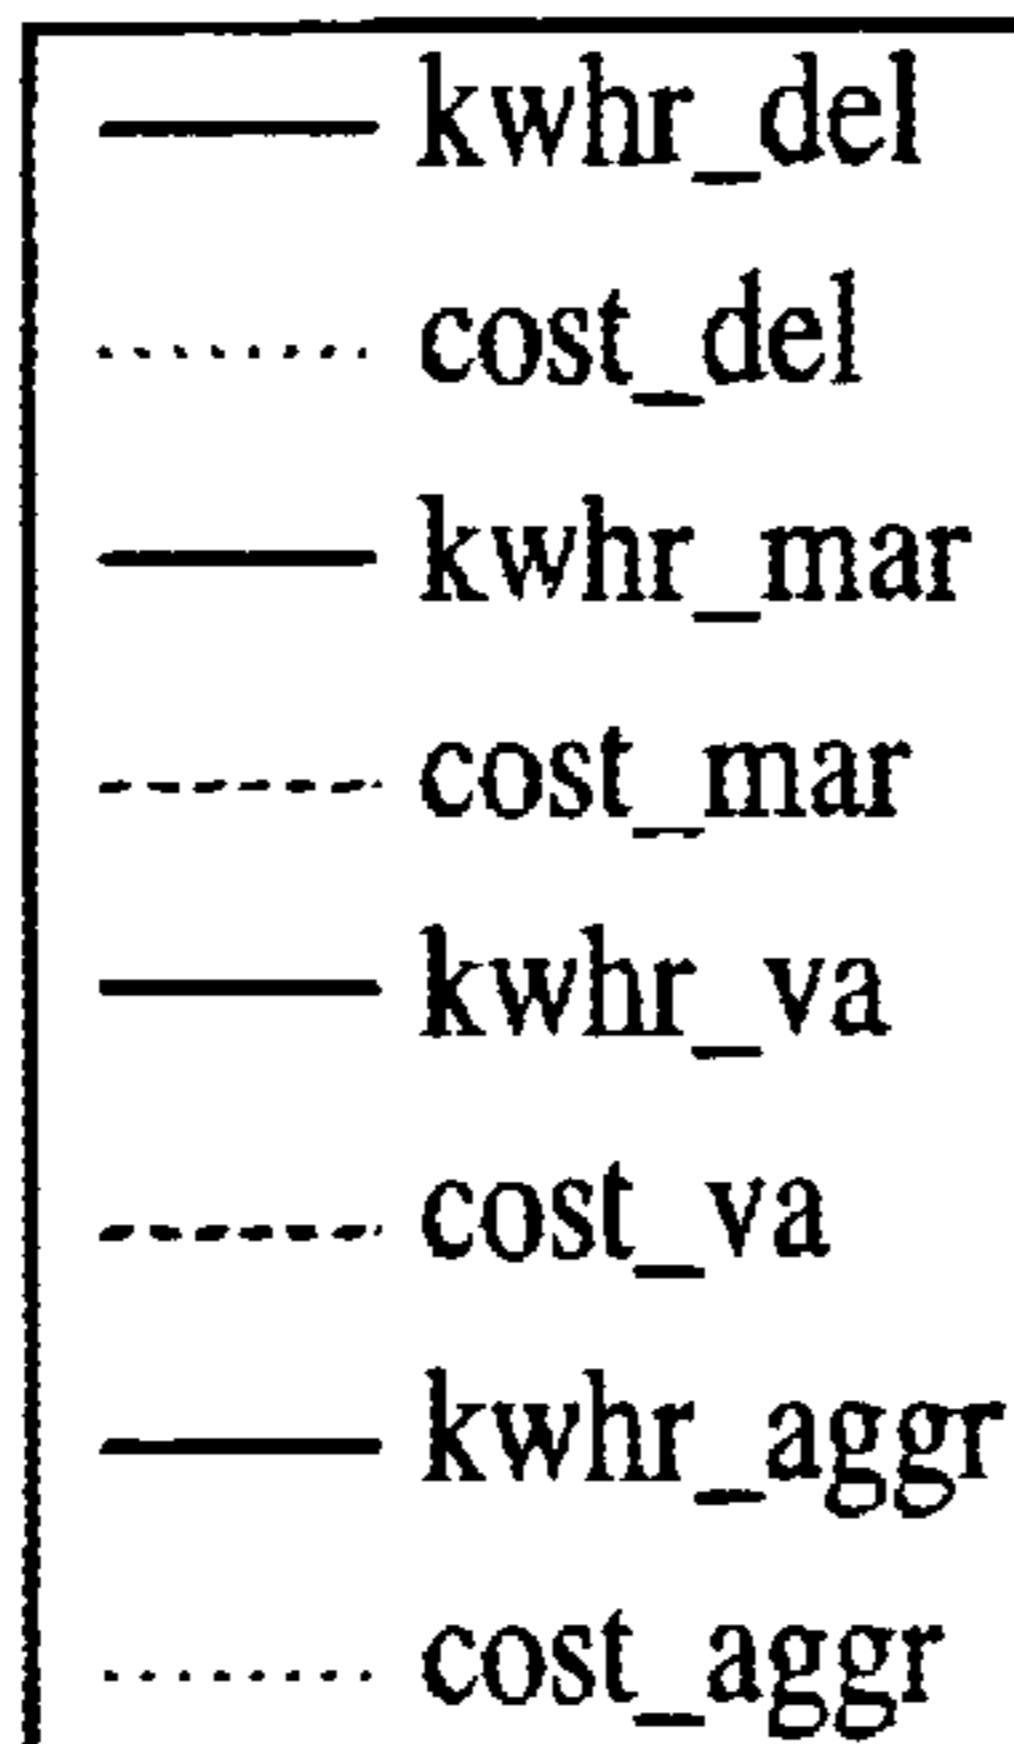 kwhr_del
cost_del
kwhr_mar
cost_mar
kwhr_va
cost_va
kwhr_aggr
cost_aggr